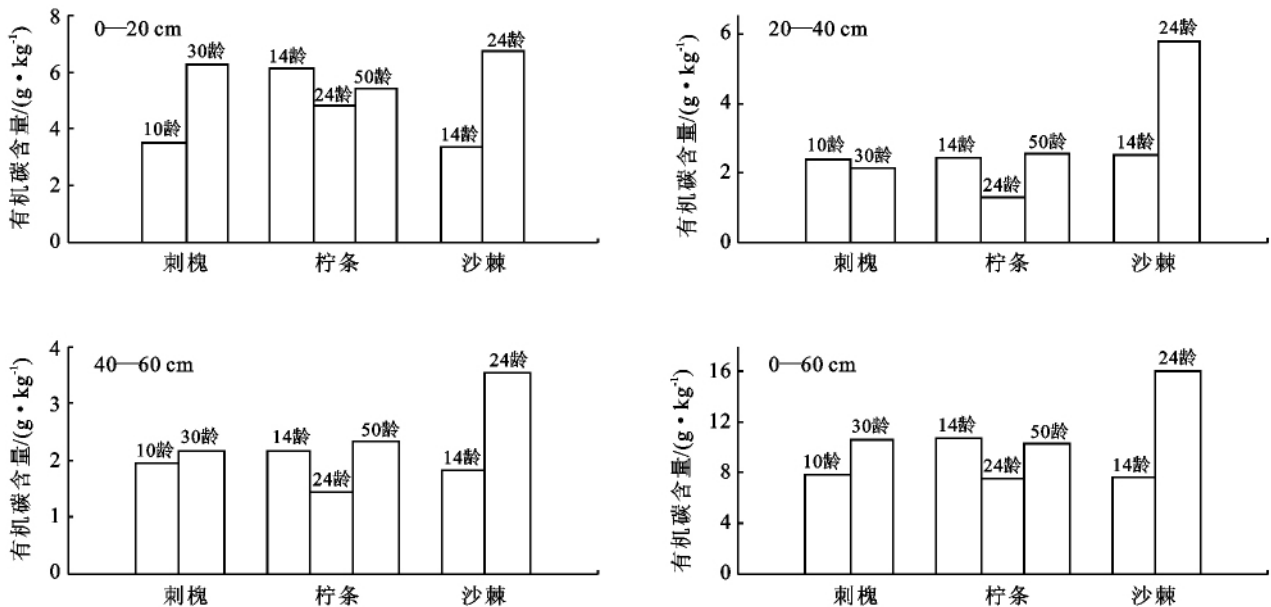 有机碳含量/(g·kg⁻¹)
0—20 cm
8
6
4
2
0
10龄
30龄
14龄
24龄
50龄
14龄
24龄
刺槐
柠条
沙棘
有机碳含量/(g·kg⁻¹)
20—40 cm
6
4
2
0
10龄
30龄
14龄
24龄
50龄
14龄
24龄
刺槐
柠条
沙棘
有机碳含量/(g·kg⁻¹)
40—60 cm
4
3
2
1
0
10龄
30龄
14龄
24龄
50龄
14龄
24龄
刺槐
柠条
沙棘
有机碳含量/(g·kg⁻¹)
0—60 cm
16
12
8
4
0
10龄
30龄
14龄
24龄
50龄
14龄
24龄
刺槐
柠条
沙棘